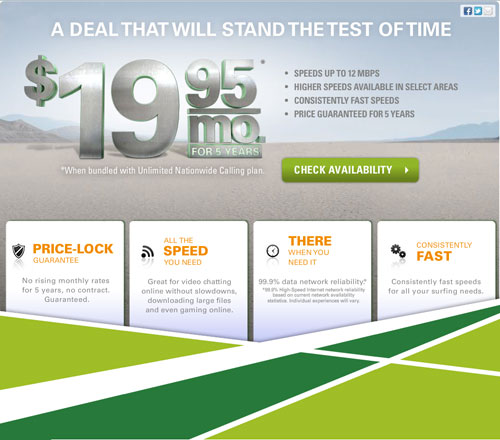 A DEAL THAT WILL STAND THE TEST OF TIME
$19 95*
mo.
FOR 5 YEARS
*When bundled with Unlimited Nationwide Calling plan.
• SPEEDS UP TO 12 MBPS
• HIGHER SPEEDS AVAILABLE IN SELECT AREAS
• CONSISTENTLY FAST SPEEDS
• PRICE GUARANTEED FOR 5 YEARS
CHECK AVAILABILITY
PRICE-LOCK
GUARANTEE
No rising monthly rates
for 5 years, no contract.
Guaranteed.
ALL THE
SPEED
YOU NEED
Great for video chatting
online without slowdowns,
downloading large files
and even gaming online.
THERE
WHEN YOU
NEED IT
99.9% data network reliability.*
*99.9% High-Speed Internet network reliability
based on current network availability
statistics. Individual experiences will vary.
CONSISTENTLY
FAST
Consistently fast speeds
for all your surfing needs.